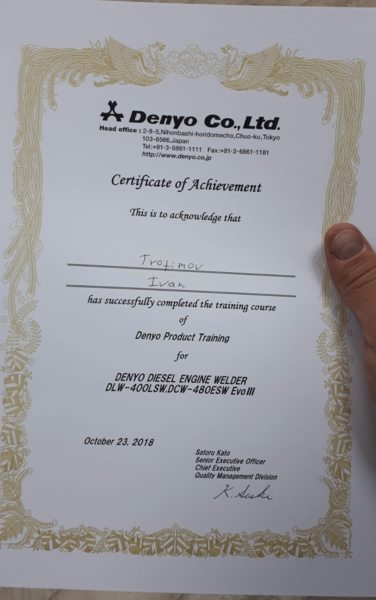 Denyo Co., Ltd.
Head office : 2-8-5,Nihonbashi-horidomecho,Chuo-ku,Tokyo
103-8566,Japan
Tel:+81-3-6861-1111 Fax:+81-3-6861-1181
http://www.denyo.co.jp
Certificate of Achievement
This is to acknowledge that
Trofimov
Ivan
has successfully completed the training course
of
Denyo Product Training
for
DENYO DIESEL ENGINE WELDER
DLW-400LSW,DCW-480ESW EvoⅢ
October 23, 2018
Satoru Kato
Senior Executive Officer
Chief Executive
Quality Management Division